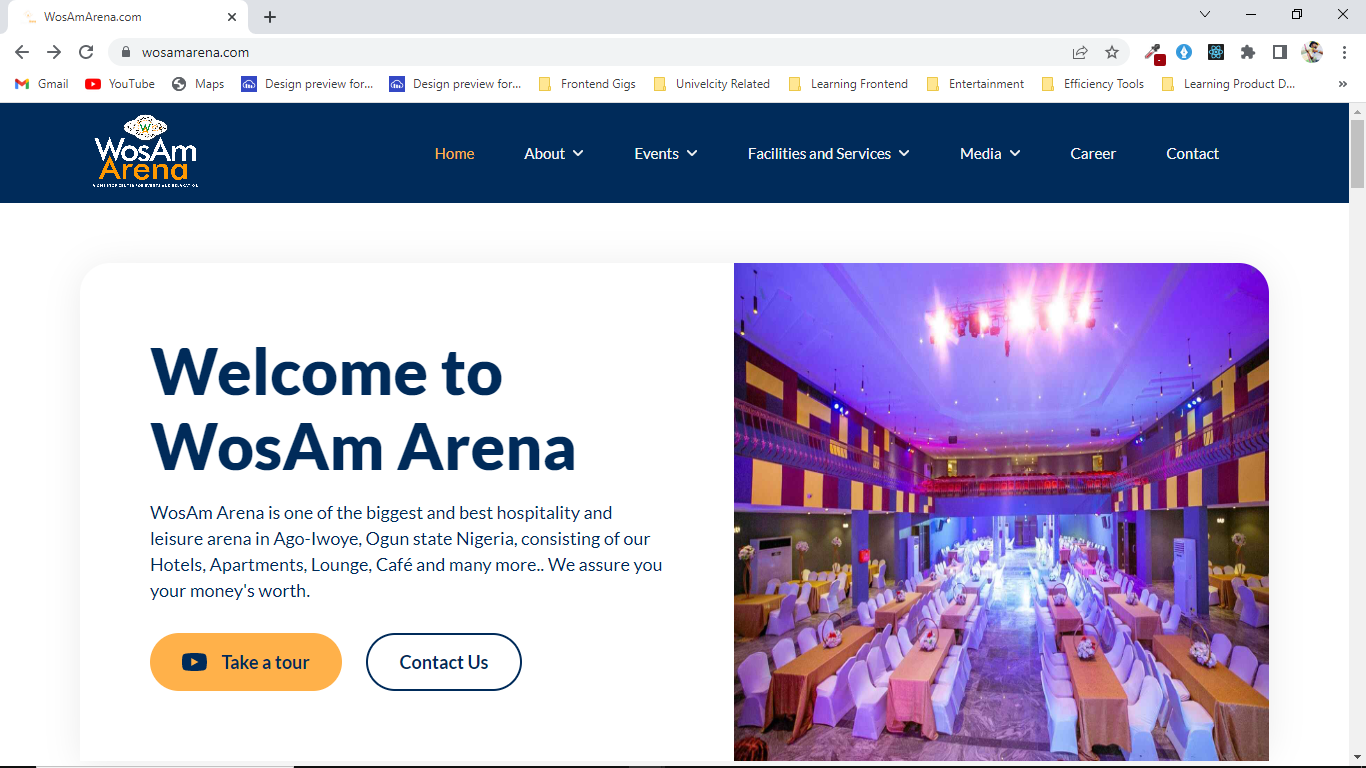 WosAmArena.com
wosamarena.com
Gmail YouTube Maps Design preview for... Design preview for... Frontend Gigs Univelcity Related Learning Frontend Entertainment Efficiency Tools Learning Product D... »
WosAm
Arena
Home About Events Facilities and Services Media Career Contact
Welcome to
WosAm Arena
WosAm Arena is one of the biggest and best hospitality and
leisure arena in Ago-Iwoye, Ogun state Nigeria, consisting of our
Hotels, Apartments, Lounge, Café and many more.. We assure you
your money's worth.
Take a tour Contact Us